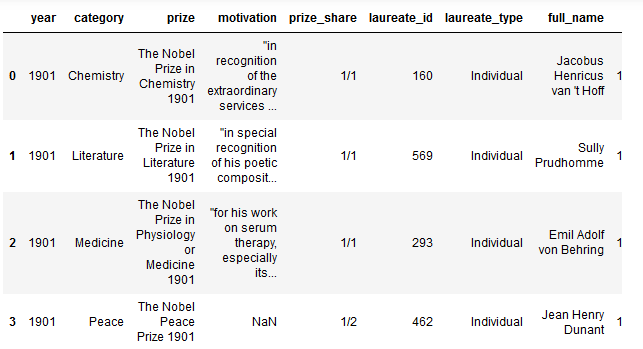 year category prize motivation prize_share laureate_id laureate_type full_name
0 1901 Chemistry The Nobel Prize in Chemistry 1901 "in recognition of the extraordinary services ... 1/1 160 Individual Jacobus Henricus van 't Hoff 1
1 1901 Literature The Nobel Prize in Literature 1901 "in special recognition of his poetic composit... 1/1 569 Individual Sully Prudhomme 1
2 1901 Medicine The Nobel Prize in Physiology or Medicine 1901 "for his work on serum therapy, especially its... 1/1 293 Individual Emil Adolf von Behring 1
3 1901 Peace The Nobel Peace Prize 1901 NaN 1/2 462 Individual Jean Henry Dunant 1